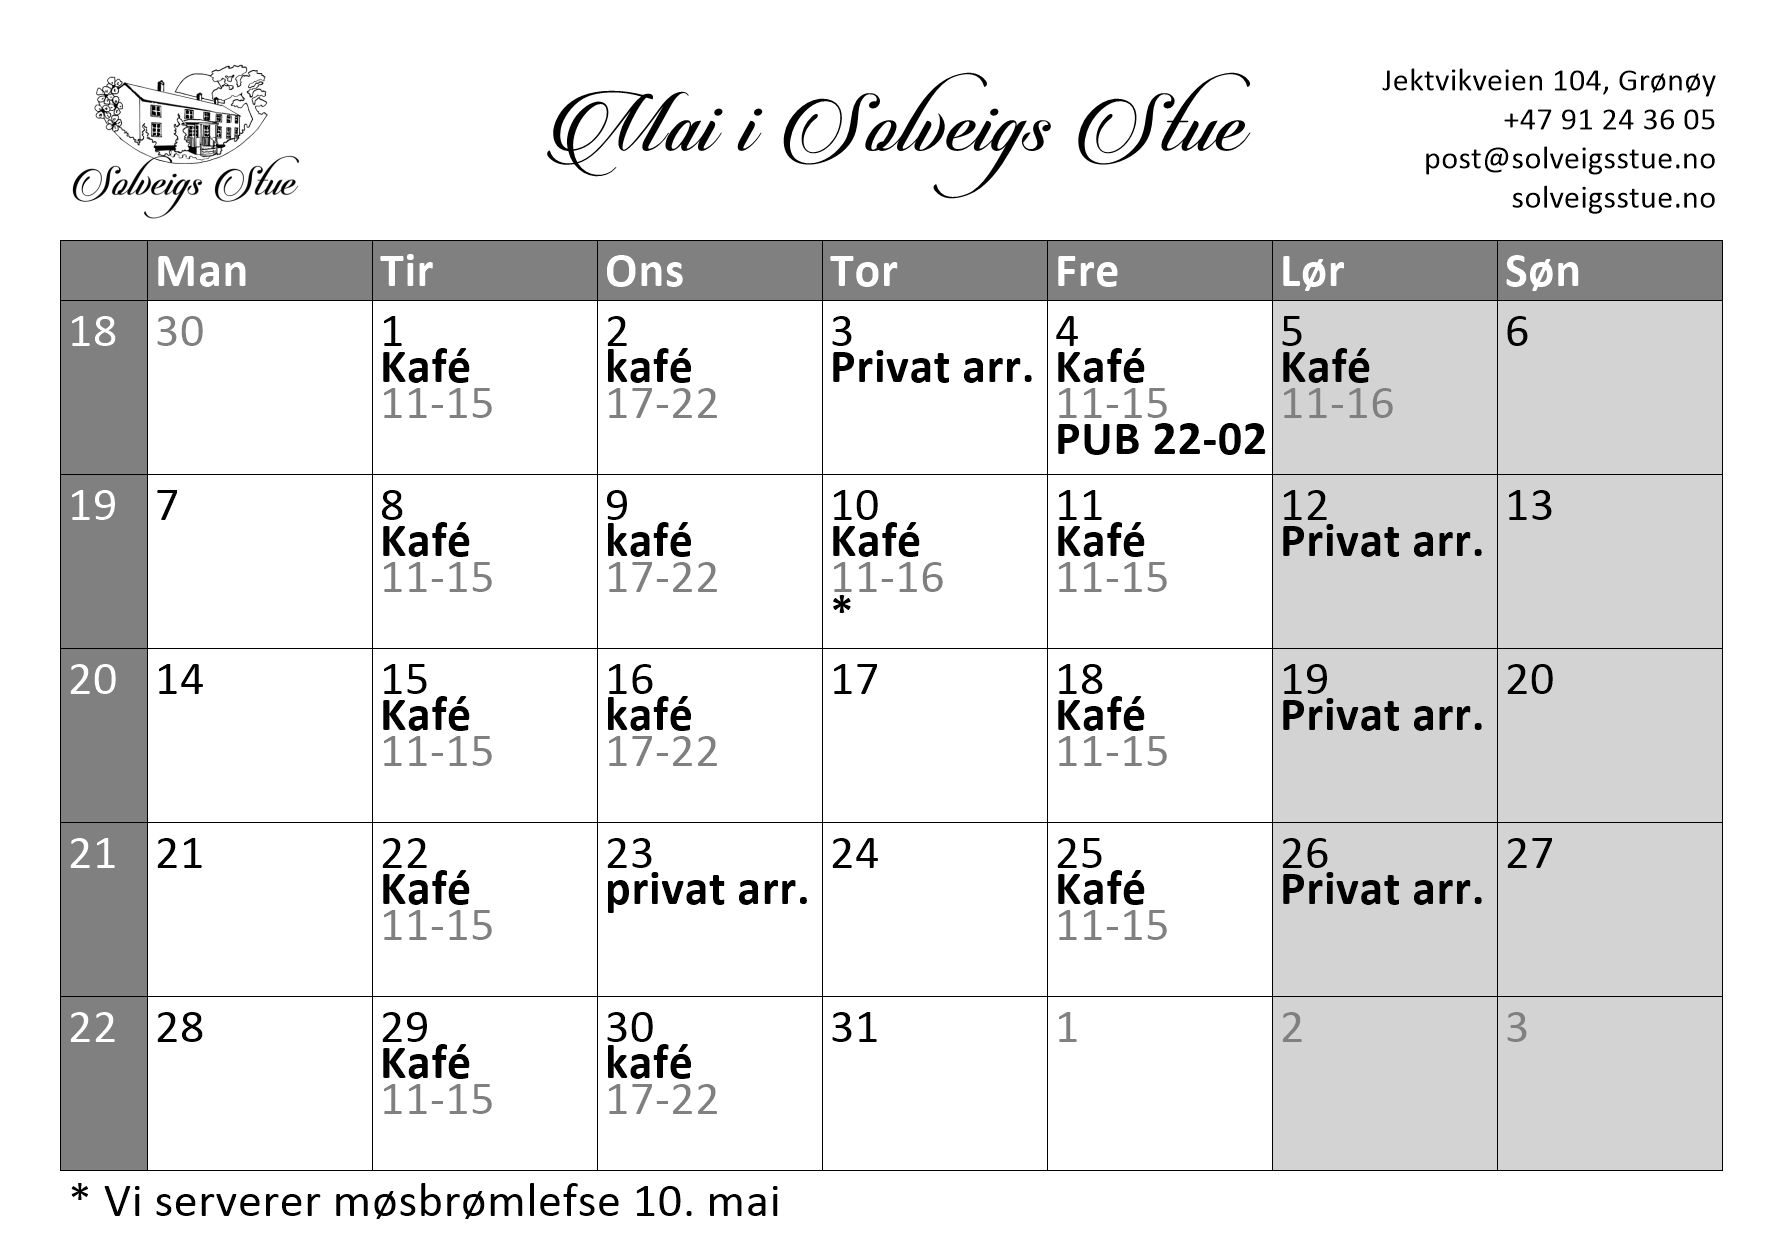 Solveigs Stue
Mai i Solveigs Stue
Jektvikveien 104, Grønøy
+47 91 24 36 05
post@solveigsstue.no
solveigsstue.no
Man Tir Ons Tor Fre Lør Søn
18 30 1 2 3 4 5 6
Kafé kafé Privat arr. Kafé Kafé
11-15 17-22 11-15 11-16
PUB 22-02
19 7 8 9 10 11 12 13
Kafé kafé Kafé Kafé Privat arr.
11-15 17-22 11-16 11-15
*
20 14 15 16 17 18 19 20
Kafé kafé Kafé Privat arr.
11-15 17-22 11-15
21 21 22 23 24 25 26 27
Kafé privat arr. Kafé Privat arr.
11-15 11-15
22 28 29 30 31 1 2 3
Kafé kafé
11-15 17-22
* Vi serverer møsbrømlefse 10. mai